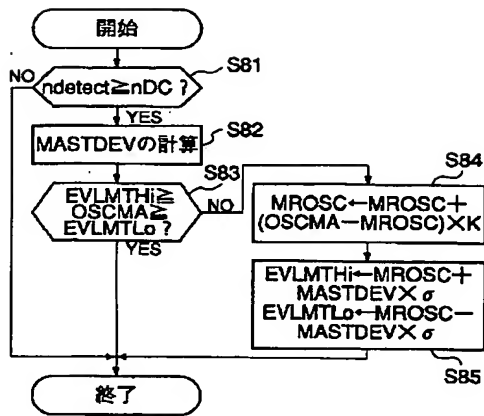 開始
S81
NO
ndetect≧nDC ?
YES
S82
MASTDEVの計算
S83
EVLMTHi≧
OSCMA≧
EVLMTLo ?
NO
YES
S84
MROSC←MROSC+
(OSCMA−MROSC)×K
EVLMTHi←MROSC+
MASTDEV×σ
EVLMTLo←MROSC−
MASTDEV×σ
S85
終了